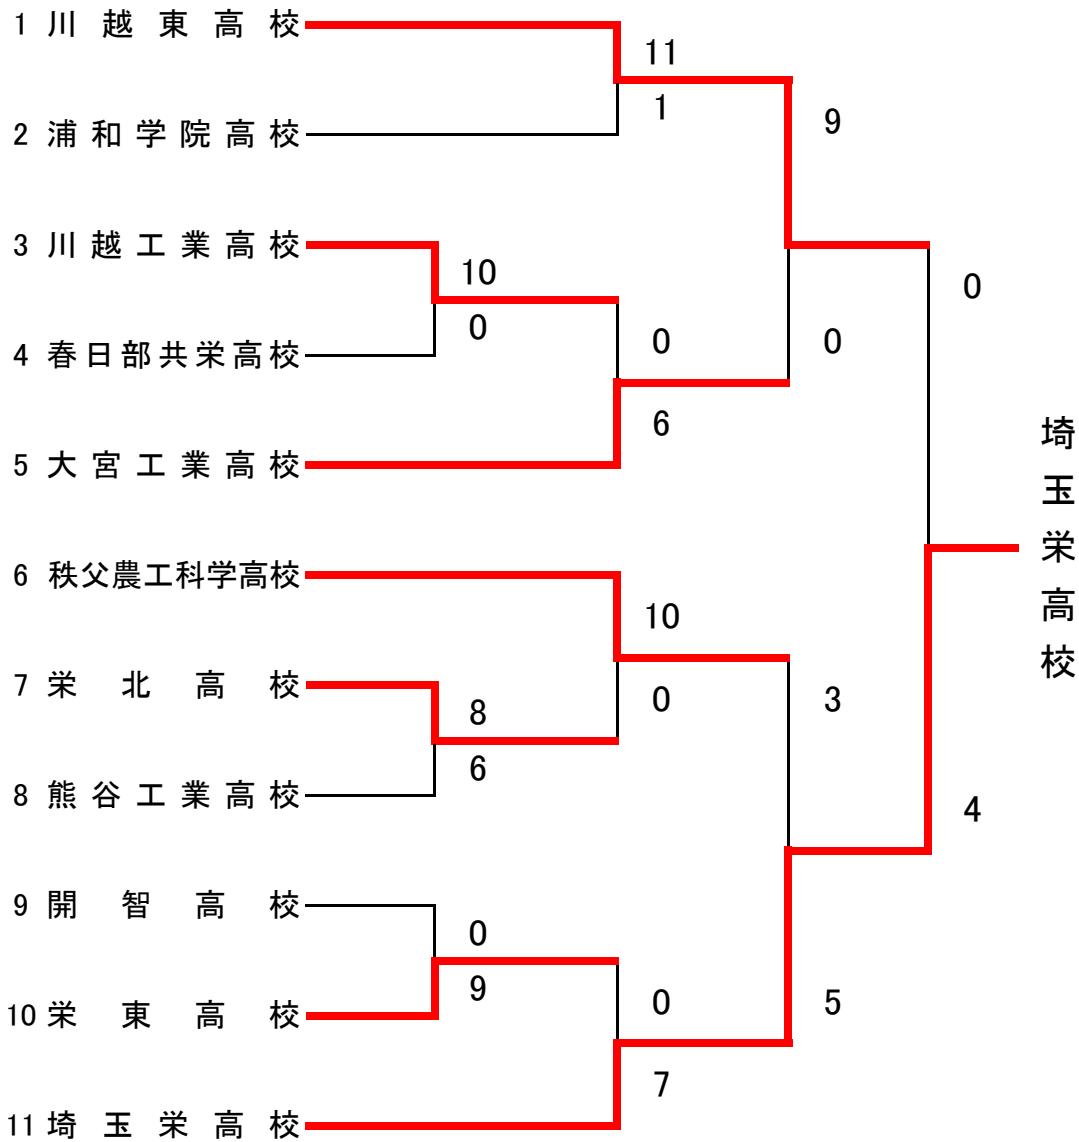 1 川越東高校
11
1
2 浦和学院高校
9
3 川越工業高校
10
0
0
4 春日部共栄高校
0
0
6
5 大宮工業高校
埼玉栄高校
6 秩父農工科学高校
10
0
7 栄北高校
8
6
3
8 熊谷工業高校
4
9 開智高校
0
9
10 栄東高校
0
5
7
11 埼玉栄高校